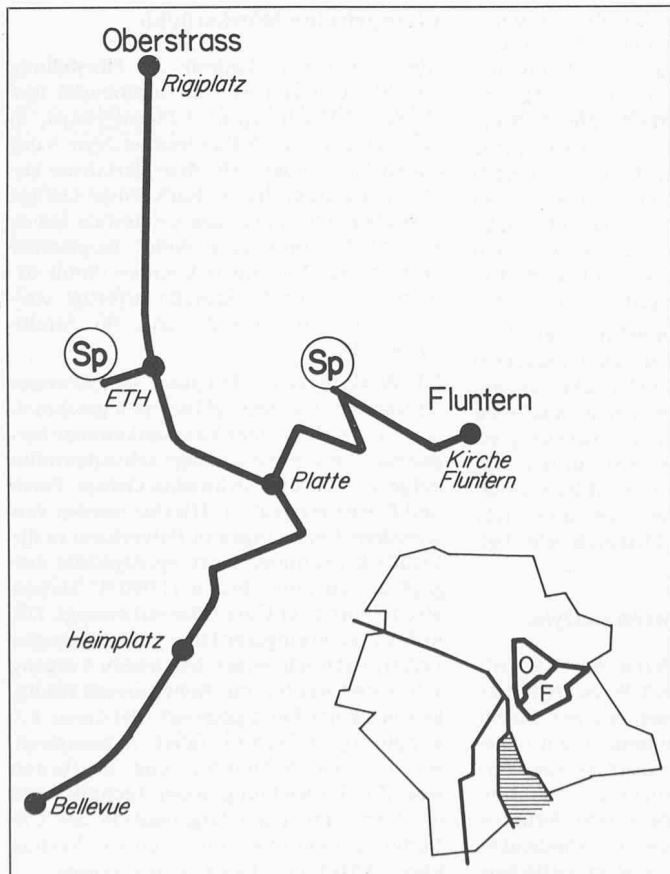 Oberstrass
Rigiplatz
Sp
ETH
Sp
Fluntern
Kirche
Fluntern
Platte
Heimplatz
Bellevue
O
F